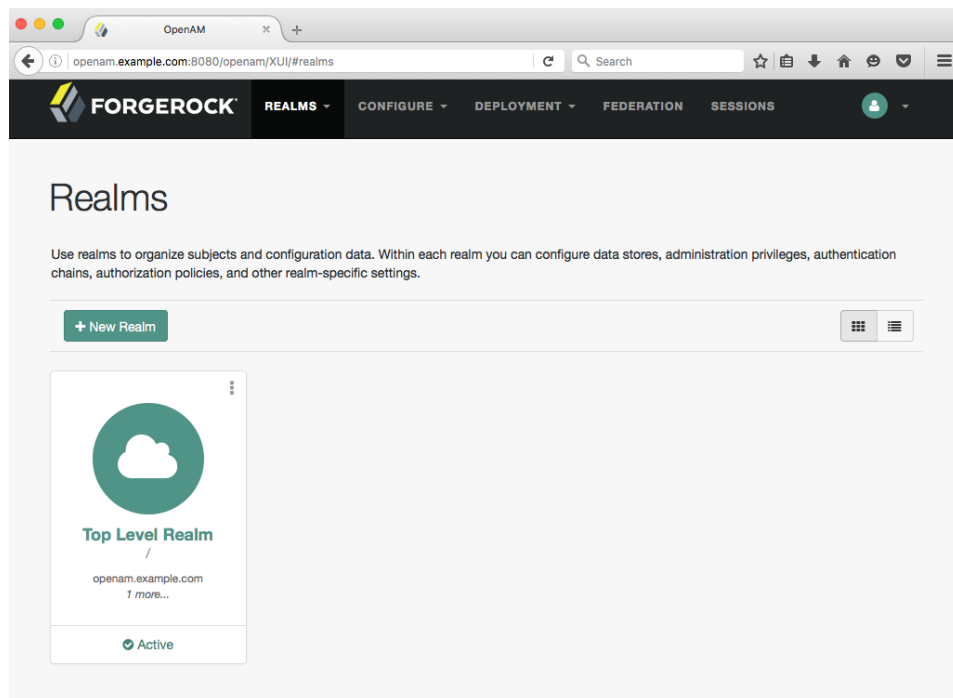 OpenAM
openam.example.com:8080/openam/XUI/#realms
Search
FORGEROCK
REALMS
CONFIGURE
DEPLOYMENT
FEDERATION
SESSIONS
Realms
Use realms to organize subjects and configuration data. Within each realm you can configure data stores, administration privileges, authentication
chains, authorization policies, and other realm-specific settings.
+ New Realm
Top Level Realm
/
openam.example.com
1 more...
Active